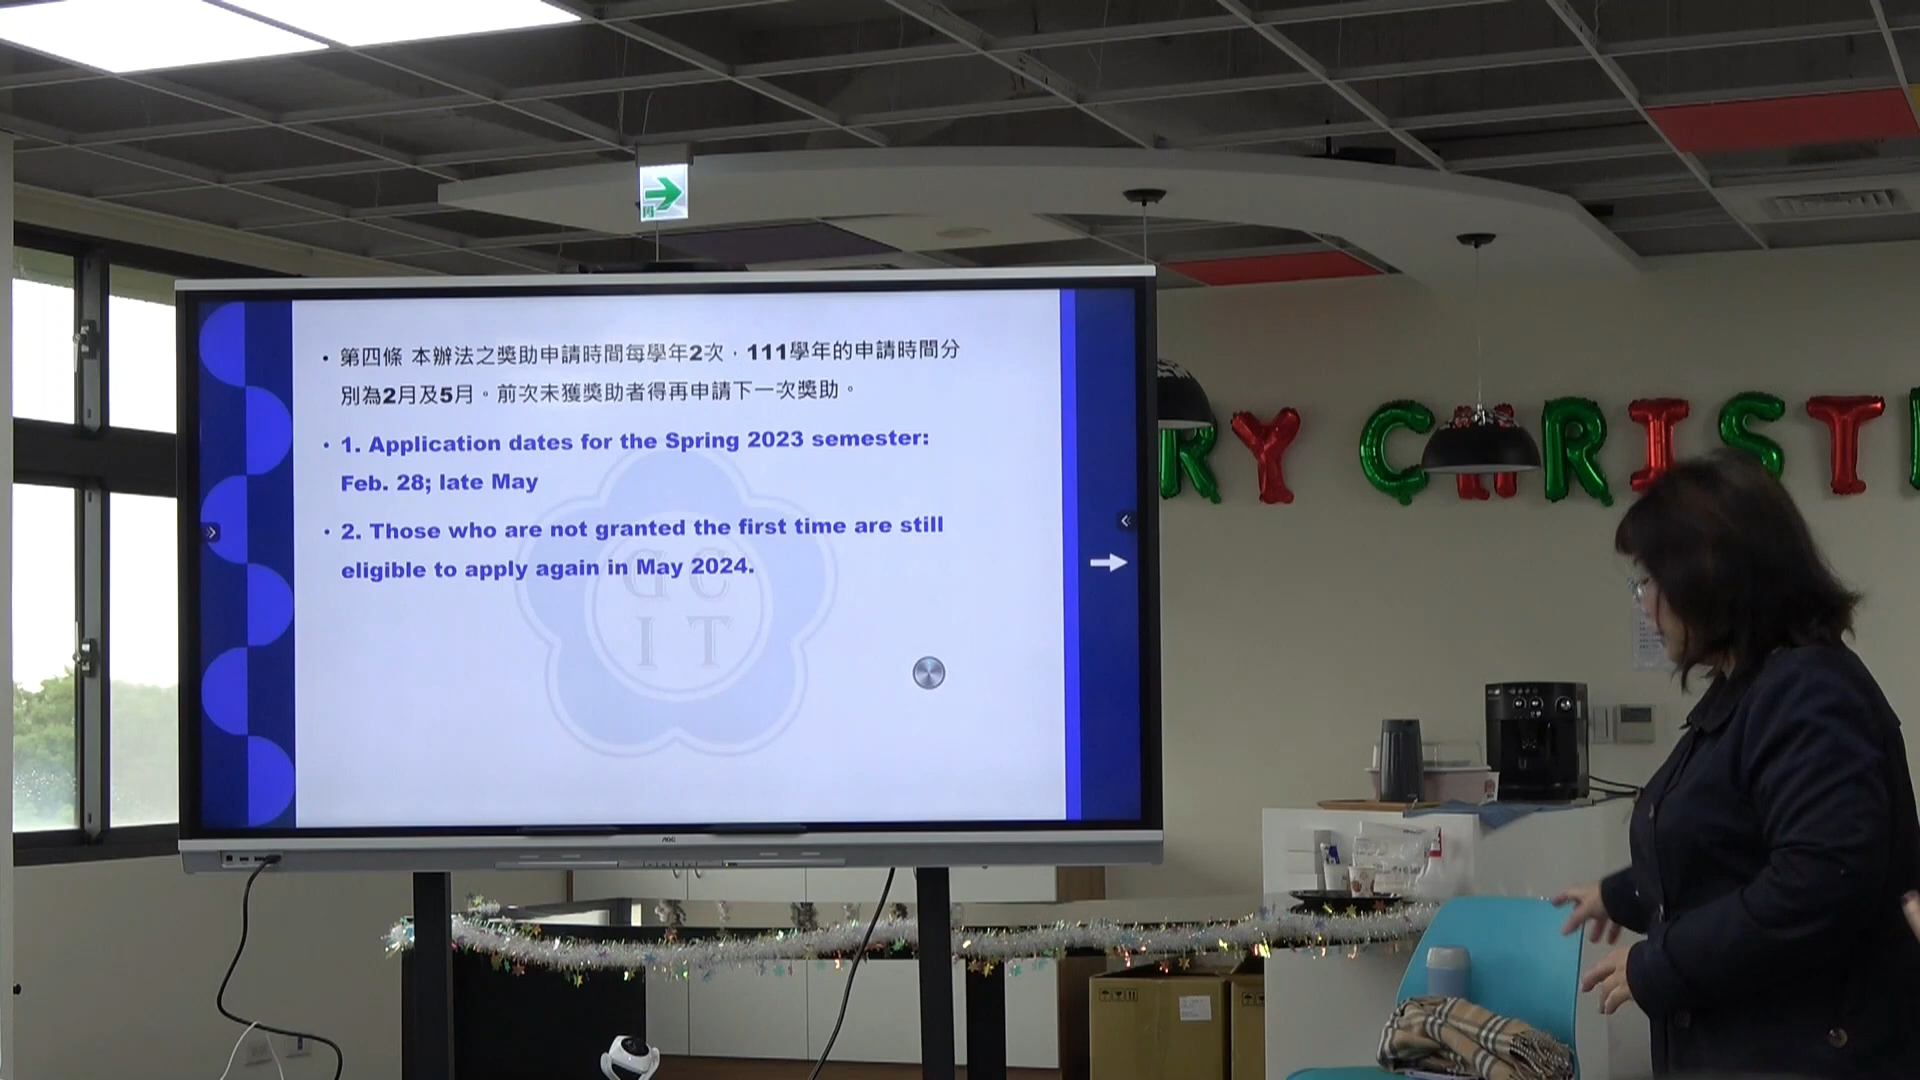 第四條 本辦法之獎助申請時間每學年2次，111學年的申請時間分
別為2月及5月。前次未獲獎助者得再申請下一次獎助。
1. Application dates for the Spring 2023 semester:
Feb. 28; late May
2. Those who are not granted the first time are still
eligible to apply again in May 2024.
G C
I T
AOC
RY CHRIST